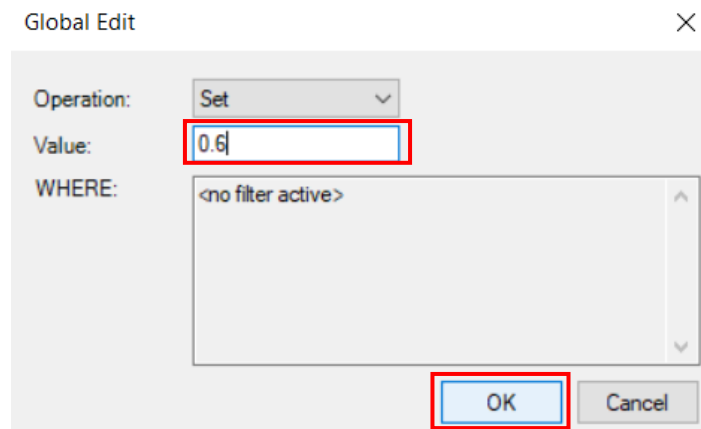 Global Edit
Operation: Set
Value: 0.6
WHERE: <no filter active>
OK Cancel